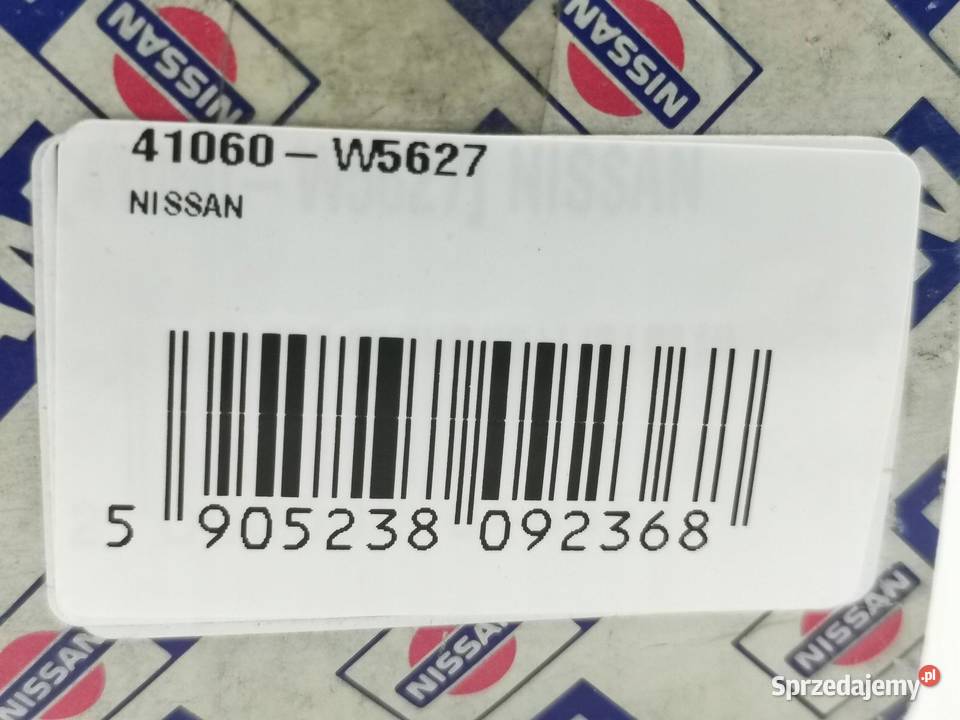 NISSAN
NISSAN
41060 - W5627
NISSAN
5 905238 092368
NISSAN
NISSAN
NISSAN
Sprzedajemy.pl